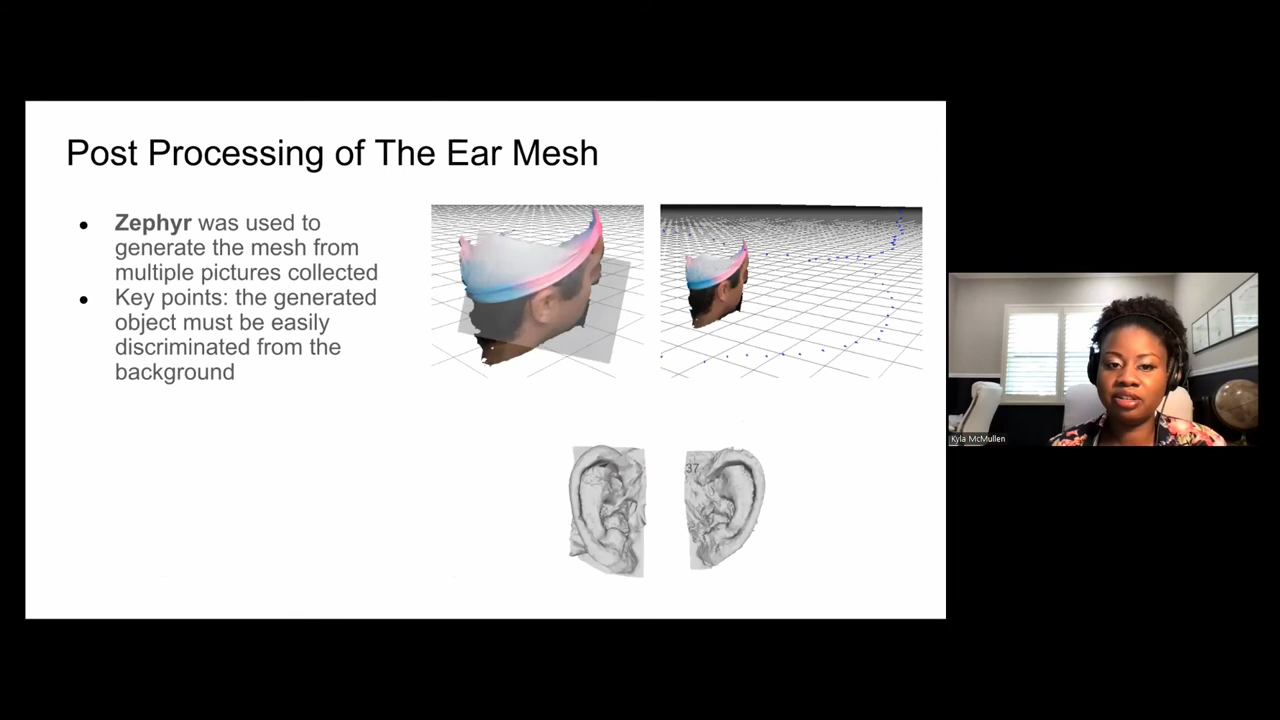 Post Processing of The Ear Mesh
● Zephyr was used to
generate the mesh from
multiple pictures collected
● Key points: the generated
object must be easily
discriminated from the
background
37
Kyla McMullen